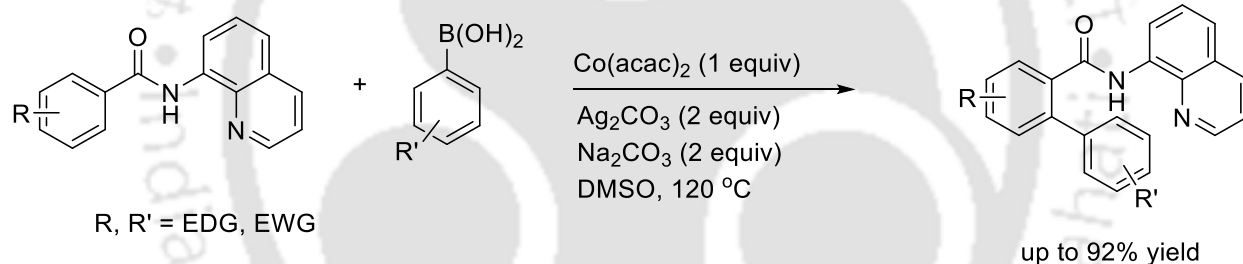 O
N
H
N
R
+
B(OH)2
R'
Co(acac)2 (1 equiv)
Ag2CO3 (2 equiv)
Na2CO3 (2 equiv)
DMSO, 120 °C
O
N
H
N
R
R'
R, R' = EDG, EWG
up to 92% yield
India